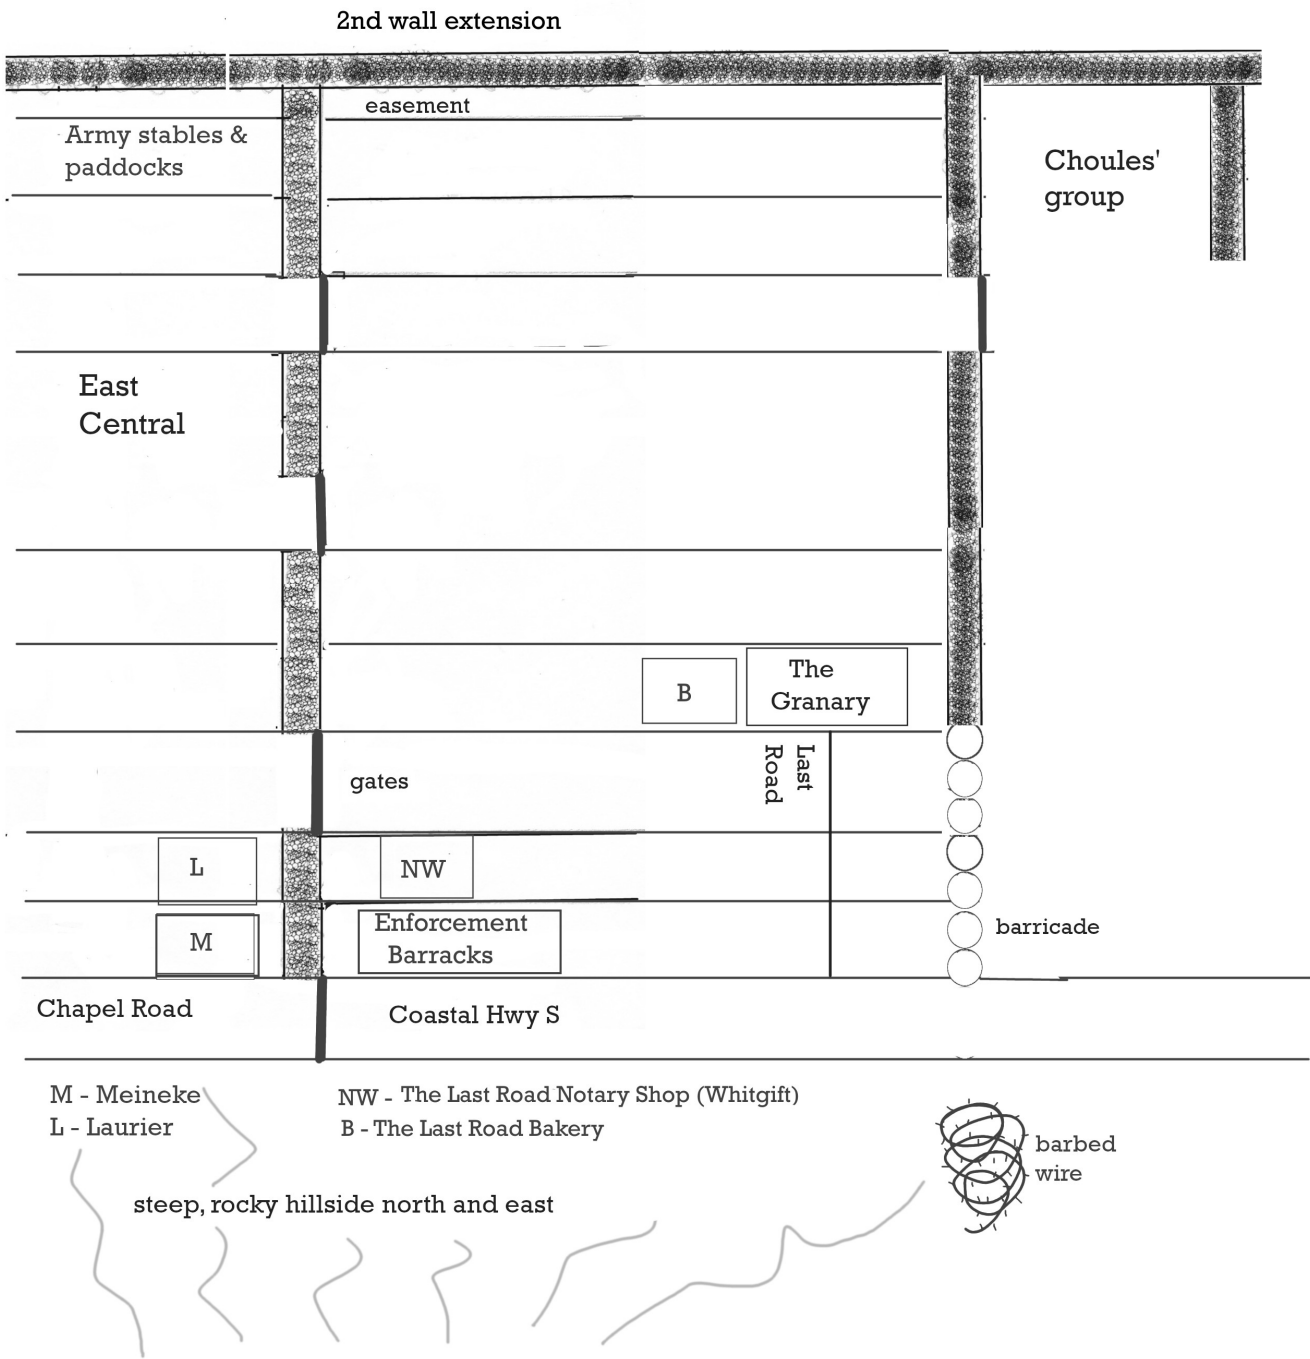 2nd wall extension
easement
Army stables &
paddocks
Choules'
group
East
Central
B
The
Granary
Last
Road
gates
L
NW
Enforcement
Barracks
M
barricade
Chapel Road
Coastal Hwy S
M - Meineke
L - Laurier
NW - The Last Road Notary Shop (Whitgift)
B - The Last Road Bakery
barbed
wire
steep, rocky hillside north and east